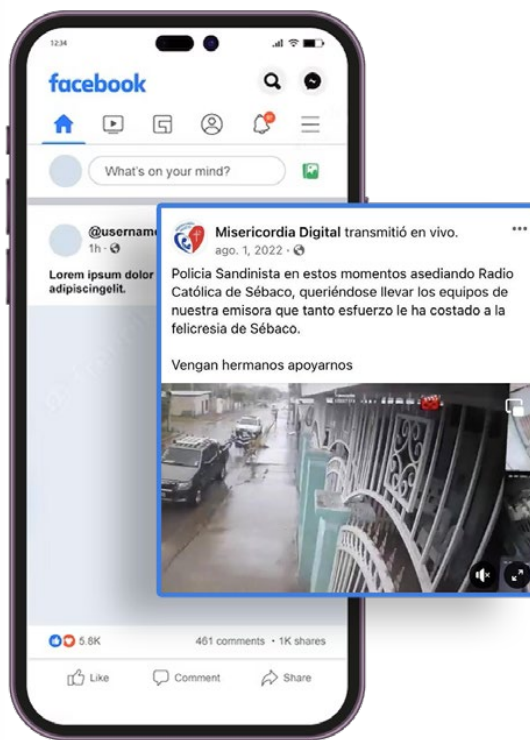 12:34
facebook
What's on your mind?
@username
1h ·
Lorem ipsum dolor
adipiscingelit.
Misericordia Digital transmitió en vivo.
ago. 1, 2022 ·
Policia Sandinista en estos momentos asediando Radio
Católica de Sébaco, queriéndose llevar los equipos de
nuestra emisora que tanto esfuerzo le ha costado a la
felicresia de Sébaco.
Vengan hermanos apoyarnos
5.8K
461 comments • 1K shares
Like
Comment
Share